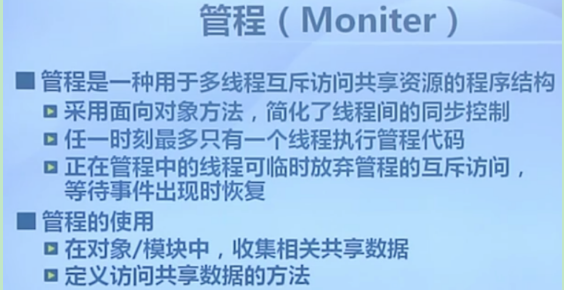 管程（Moniter）
管程是一种用于多线程互斥访问共享资源的程序结构
采用面向对象方法，简化了线程间的同步控制
任一时刻最多只有一个线程执行管程代码
正在管程中的线程可临时放弃管程的互斥访问，
等待事件出现时恢复
管程的使用
在对象/模块中，收集相关共享数据
定义访问共享数据的方法